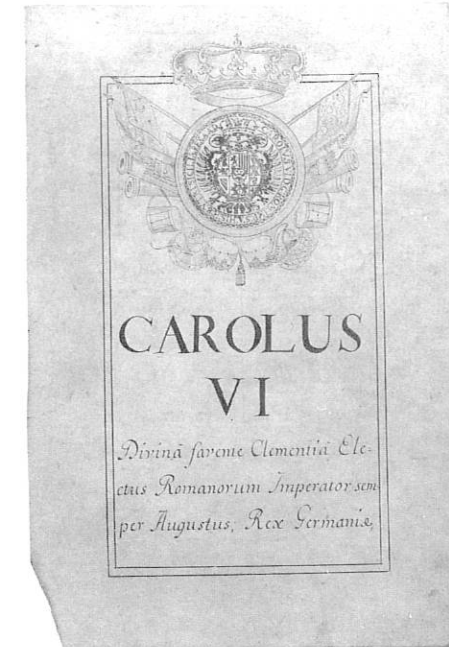 CAROLUS
VI
Divinâ favente Clementiâ Ele-
ctus Romanorum Imperator sem
per Augustus, Rex Germaniæ,